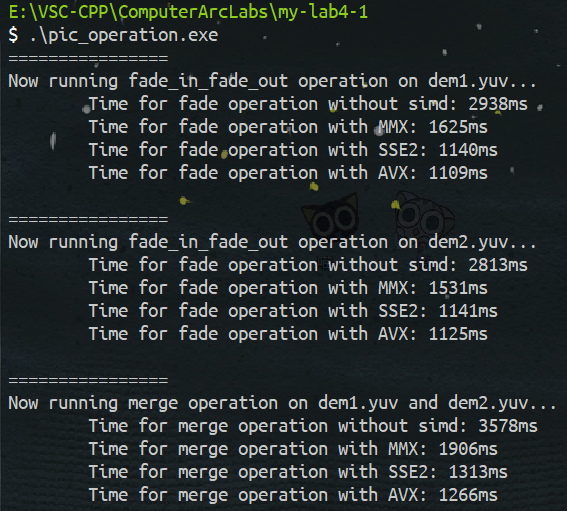 E:\VSC-CPP\ComputerArcLabs\my-lab4-1
$ .\pic_operation.exe
================
Now running fade_in_fade_out operation on dem1.yuv...
Time for fade operation without simd: 2938ms
Time for fade operation with MMX: 1625ms
Time for fade operation with SSE2: 1140ms
Time for fade operation with AVX: 1109ms
================
Now running fade_in_fade_out operation on dem2.yuv...
Time for fade operation without simd: 2813ms
Time for fade operation with MMX: 1531ms
Time for fade operation with SSE2: 1141ms
Time for fade operation with AVX: 1125ms
================
Now running merge operation on dem1.yuv and dem2.yuv...
Time for merge operation without simd: 3578ms
Time for merge operation with MMX: 1906ms
Time for merge operation with SSE2: 1313ms
Time for merge operation with AVX: 1266ms